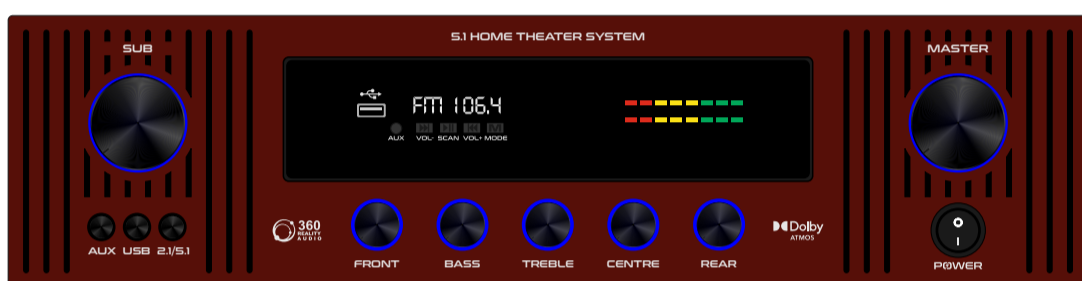 5.1 HOME THEATER SYSTEM
SUB
MASTER
FM 106.4
AUX VOL- SCAN VOL+ MODE
AUX USB 2.1/5.1
360
REALITY
AUDIO
FRONT BASS TREBLE CENTRE REAR
Dolby
ATMOS
POWER